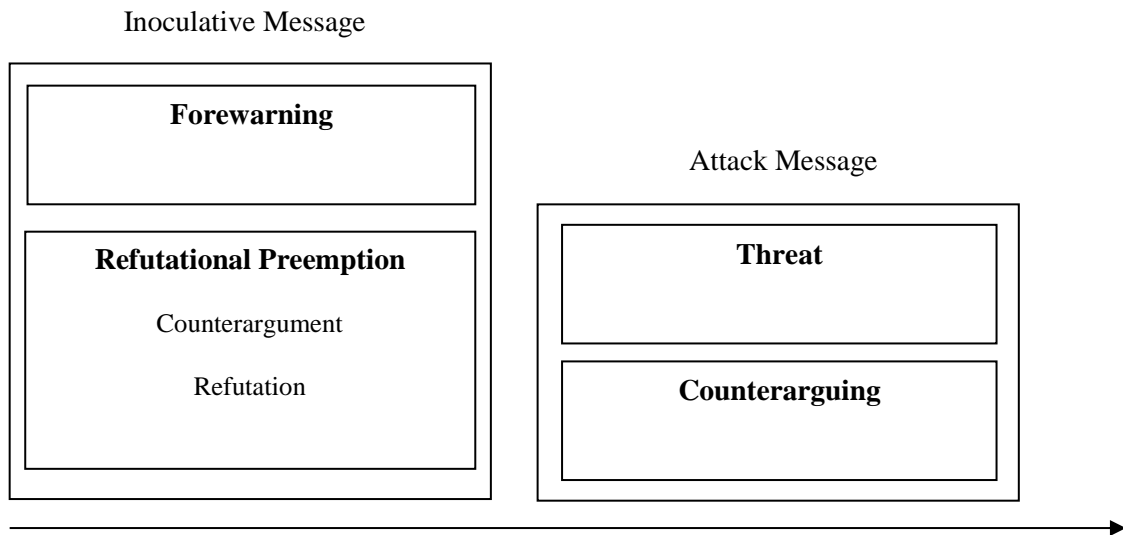 Inoculative Message
Forewarning
Refutational Preemption
Counterargument
Refutation
Attack Message
Threat
Counterarguing